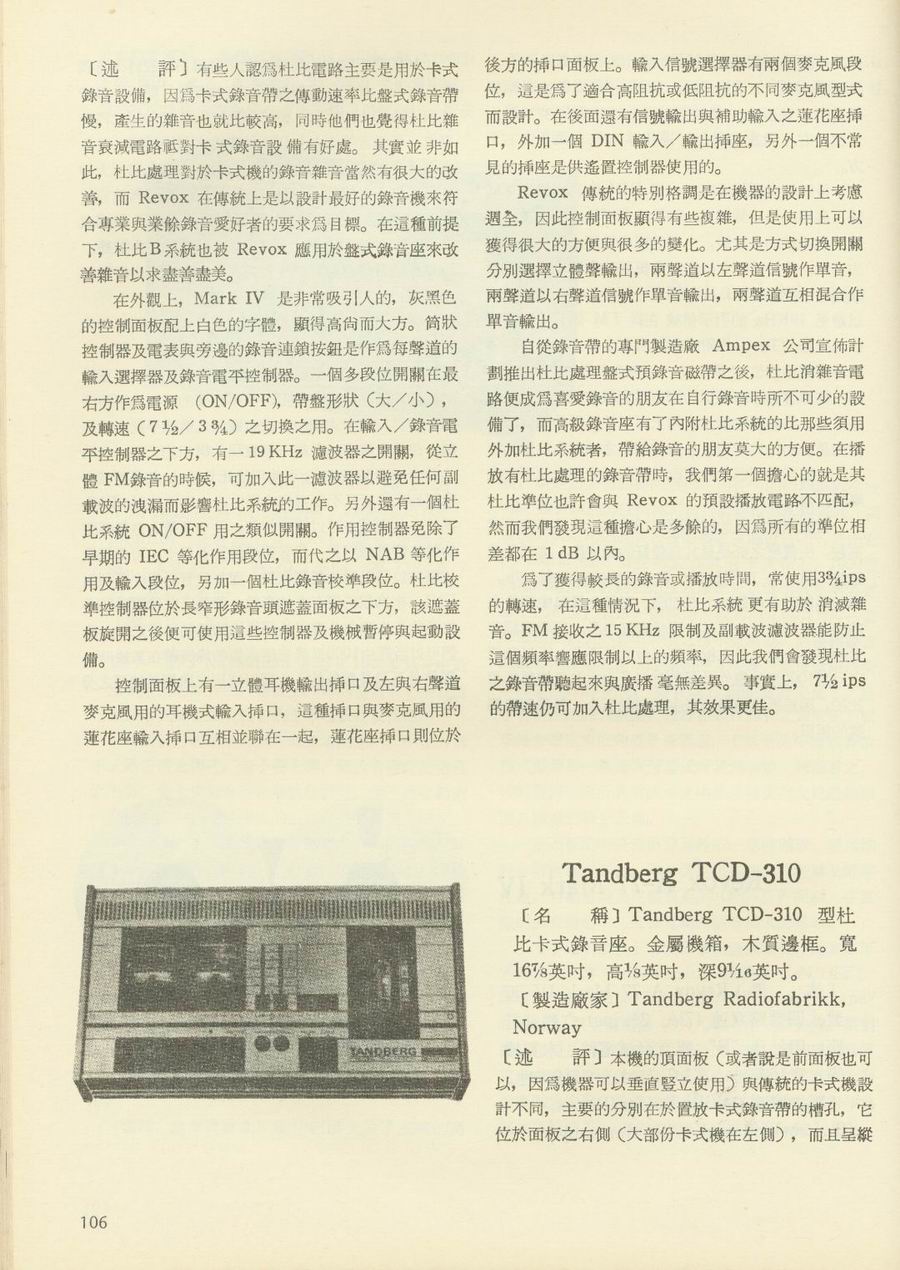 〔述　　評〕有些人認爲杜比電路主要是用於卡式
錄音設備，因爲卡式錄音帶之傳動速率比盤式錄音帶
慢，產生的雜音也就比較高，同時他們也覺得杜比雜
音衰減電路祗對卡式錄音設備有好處。其實並非如
此，杜比處理對於卡式機的錄音雜音當然有很大的改
善，而 Revox 在傳統上是以設計最好的錄音機來符
合專業與業餘錄音愛好者的要求爲目標。在這種前提
下，杜比B系統也被 Revox 應用於盤式錄音座來改
善雜音以求盡善盡美。
在外觀上，Mark IV 是非常吸引人的，灰黑色
的控制面板配上白色的字體，顯得高尙而大方。筒狀
控制器及電表與旁邊的錄音連鎖按鈕是作爲每聲道的
輸入選擇器及錄音電平控制器。一個多段位開關在最
右方作爲電源 （ON/OFF)，帶盤形狀（大／小），
及轉速（7½／3¾）之切換之用。在輸入／錄音電
平控制器之下方，有一 19 KHz 濾波器之開關，從立
體 FM錄音的時候，可加入此一濾波器以避免任何副
載波的洩漏而影響杜比系統的工作。另外還有一個杜
比系統 ON/OFF 用之類似開關。作用控制器免除了
早期的 IEC 等化作用段位，而代之以 NAB 等化作
用及輸入段位，另加一個杜比錄音校準段位。杜比校
準控制器位於長窄形錄音頭遮蓋面板之下方，該遮蓋
板旋開之後便可使用這些控制器及機械暫停與起動設
備。
控制面板上有一立體耳機輸出挿口及左與右聲道
麥克風用的耳機式輸入挿口，這種挿口與麥克風用的
蓮花座輸入挿口互相並聯在一起，蓮花座挿口則位於
後方的挿口面板上。輸入信號選擇器有兩個麥克風段
位，這是爲了適合高阻抗或低阻抗的不同麥克風型式
而設計。在後面還有信號輸出與補助輸入之蓮花座挿
口，外加一個 DIN 輸入／輸出挿座，另外一個不常
見的挿座是供遙置控制器使用的。
Revox 傳統的特別格調是在機器的設計上考慮
週全，因此控制面板顯得有些複雜，但是使用上可以
獲得很大的方便與很多的變化。尤其是方式切換開關
分別選擇立體聲輸出，兩聲道以左聲道信號作單音，
兩聲道以右聲道信號作單音輸出，兩聲道互相混合作
單音輸出。
自從錄音帶的專門製造廠 Ampex 公司宣佈計
劃推出杜比處理盤式預錄音磁帶之後，杜比消雜音電
路便成爲喜愛錄音的朋友在自行錄音時所不可少的設
備了，而高級錄音座有了內附杜比系統的比那些須用
外加杜比系統者，帶給錄音的朋友莫大的方便。在播
放有杜比處理的錄音帶時，我們第一個擔心的就是其
杜比準位也許會與 Revox 的預設播放電路不匹配，
然而我們發現這種擔心是多餘的，因爲所有的準位相
差都在 1 dB 以內。
爲了獲得較長的錄音或播放時間，常使用3¾ips
的轉速，在這種情況下，杜比系統更有助於消滅雜
音。FM 接收之 15 KHz 限制及副載波濾波器能防止
這個頻率響應限制以上的頻率，因此我們會發現杜比
之錄音帶聽起來與廣播毫無差異。事實上，7½ ips
的帶速仍可加入杜比處理，其效果更佳。
Tandberg TCD-310
〔名　　稱〕Tandberg TCD-310 型杜
比卡式錄音座。金屬機箱，木質邊框。寬
16⅞英吋，高⅛英吋，深91/16英吋。
〔製造廠家〕Tandberg Radiofabrikk,
Norway
〔述　　評〕本機的頂面板（或者說是前面板也可
以，因爲機器可以垂直豎立使用）與傳統的卡式機設
計不同，主要的分別在於置放卡式錄音帶的槽孔，它
位於面板之右側（大部份卡式機在左側），而且呈縱
TANDBERG
106